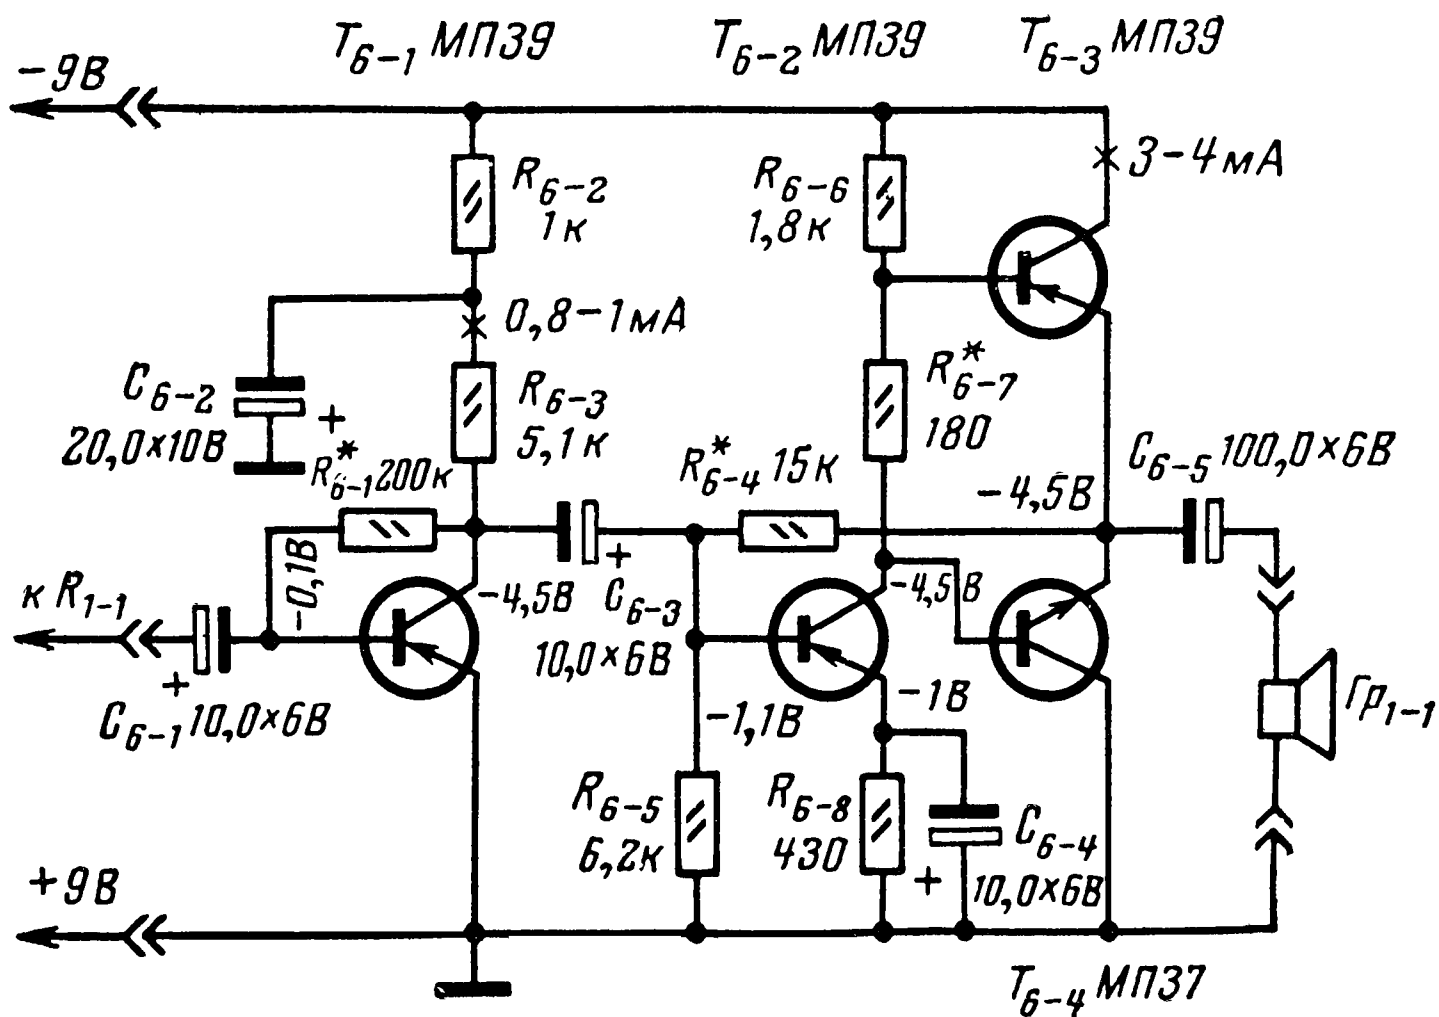 T6-1 МП39
T6-2 МП39
T6-3 МП39
-9В
3-4мА
R6-2
1к
R6-6
1,8к
0,8-1мА
C6-2
20,0×10В
+
R6-3
5,1к
R*6-7
180
R*6-1 200к
R*6-4 15к
C6-5 100,0×6В
-4,5В
-0,1В
к R1-1
-4,5В
+
C6-3
10,0×6В
-4,5В
+
C6-1 10,0×6В
-1,1В
-1В
Гр1-1
R6-5
6,2к
R6-8
430
+
C6-4
10,0×6В
+9В
T6-4 МП37